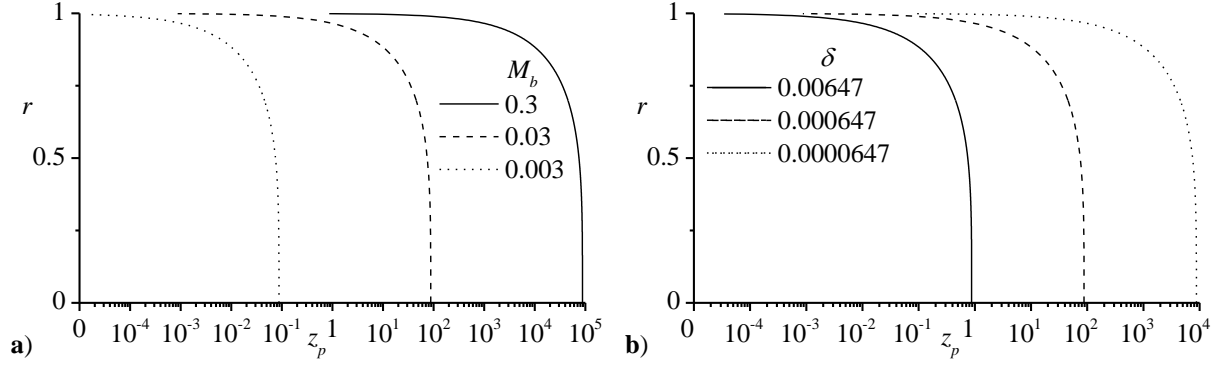 1
r
0.5
0
M_b
0.3
0.03
0.003
0 10^{-4} 10^{-3} 10^{-2} 10^{-1} 1 10^1 10^2 10^3 10^4 10^5
a) z_p
1
r
0.5
0
δ
0.00647
0.000647
0.0000647
0 10^{-4} 10^{-3} 10^{-2} 10^{-1} 1 10^1 10^2 10^3 10^4
b) z_p